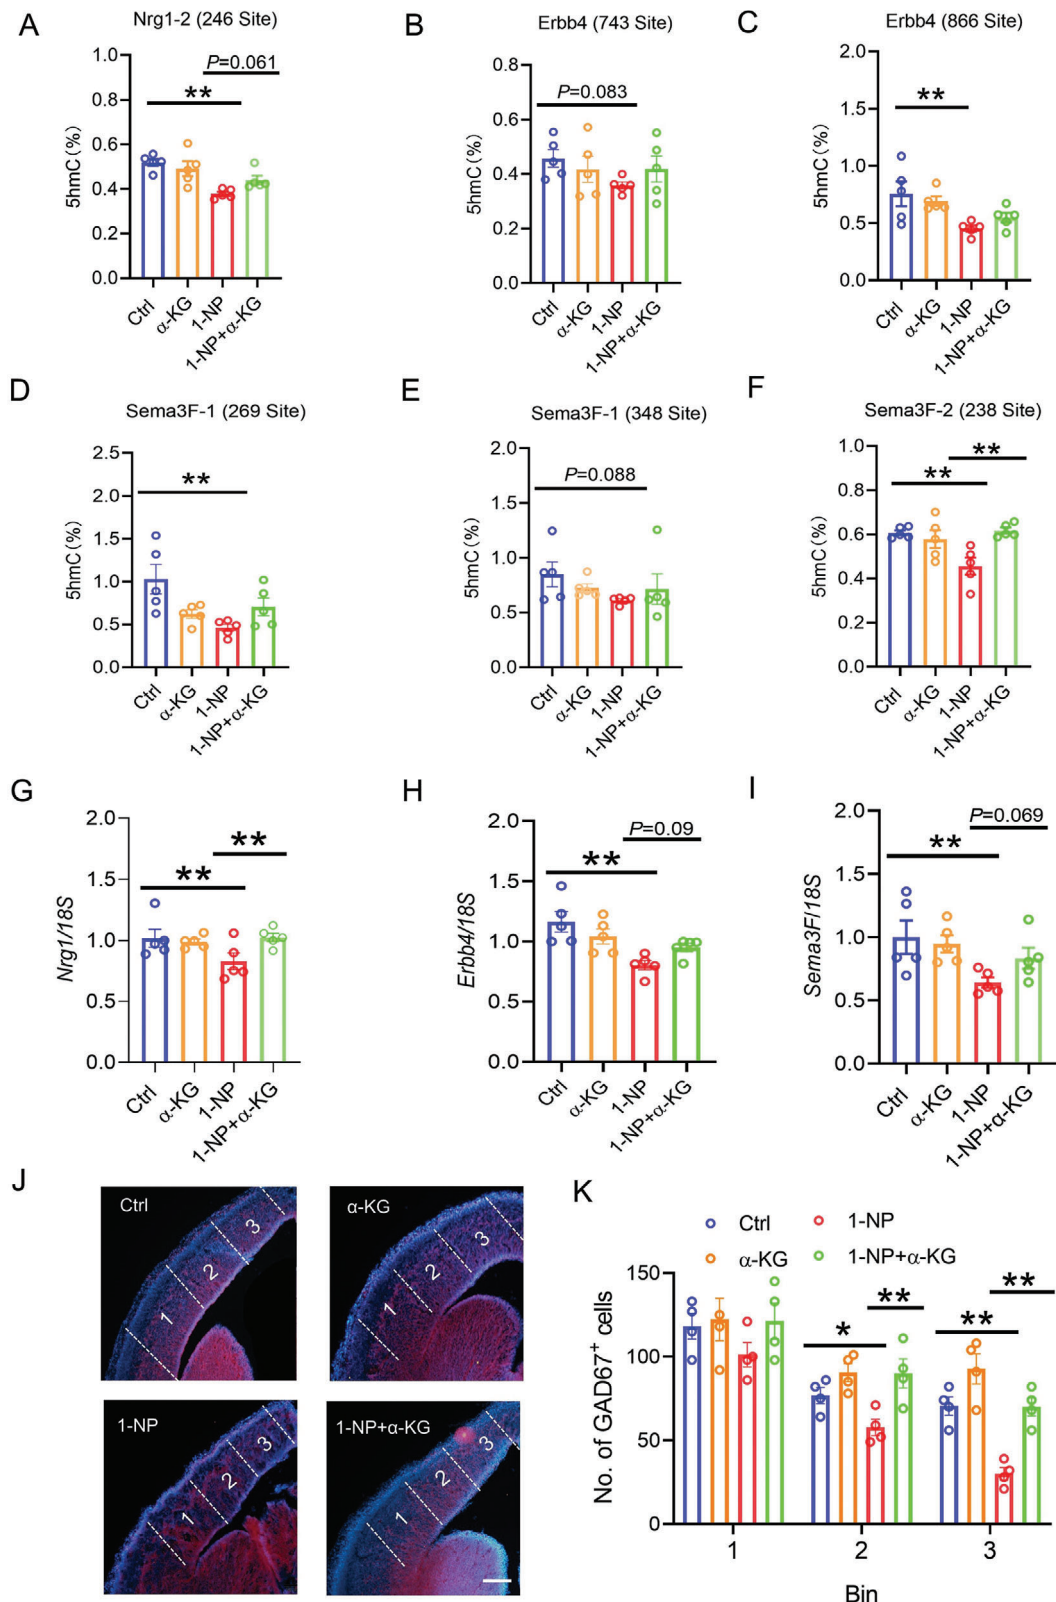 A
Nrg1-2 (246 Site)
P=0.061
**
5hmC(%)
1.0
0.8
0.6
0.4
0.2
0.0
Ctrl
α-KG
1-NP
1-NP+α-KG
B
Erbb4 (743 Site)
P=0.083
5hmC(%)
0.8
0.6
0.4
0.2
0.0
Ctrl
α-KG
1-NP
1-NP+α-KG
C
Erbb4 (866 Site)
**
5hmC(%)
2.0
1.5
1.0
0.5
0.0
Ctrl
α-KG
1-NP
1-NP+α-KG
D
Sema3F-1 (269 Site)
**
5hmC(%)
2.5
2.0
1.5
1.0
0.5
0.0
Ctrl
α-KG
1-NP
1-NP+α-KG
E
Sema3F-1 (348 Site)
P=0.088
5hmC(%)
2.0
1.5
1.0
0.5
0.0
Ctrl
α-KG
1-NP
1-NP+α-KG
F
Sema3F-2 (238 Site)
**
**
5hmC(%)
1.0
0.8
0.6
0.4
0.2
0.0
Ctrl
α-KG
1-NP
1-NP+α-KG
G
**
**
Nrg1/18S
2.0
1.5
1.0
0.5
0.0
Ctrl
α-KG
1-NP
1-NP+α-KG
H
P=0.09
**
Erbb4/18S
2.0
1.5
1.0
0.5
0.0
Ctrl
α-KG
1-NP
1-NP+α-KG
I
P=0.069
**
Sema3F/18S
2.0
1.5
1.0
0.5
0.0
Ctrl
α-KG
1-NP
1-NP+α-KG
J
Ctrl
1
2
3
α-KG
1
2
3
1-NP
1
2
3
1-NP+α-KG
1
2
3
K
Ctrl
1-NP
α-KG
1-NP+α-KG
*
**
**
**
No. of GAD67+ cells
150
100
50
0
1
2
3
Bin